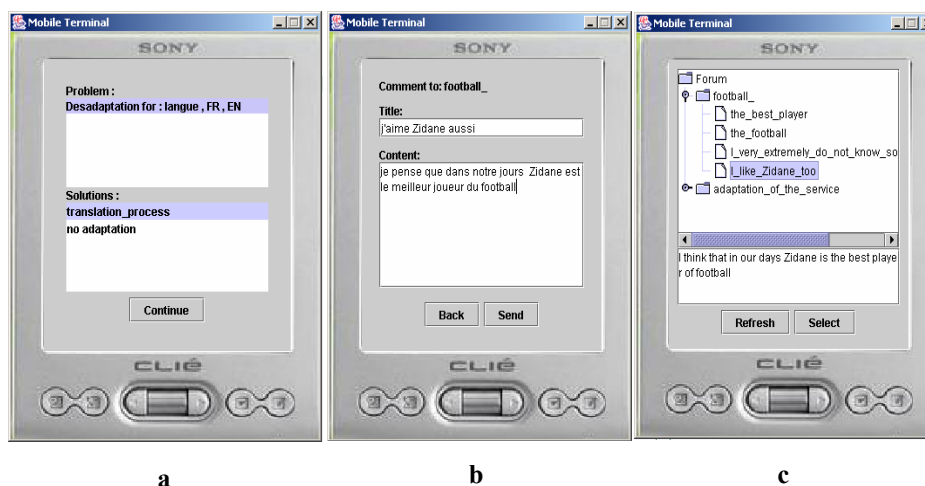 Mobile Terminal
SONY
Problem :
Desadaptation for : langue , FR , EN
Solutions :
translation_process
no adaptation
Continue
CLIÉ
a
Mobile Terminal
SONY
Comment to: football_
Title:
j'aime Zidane aussi
Content:
je pense que dans notre jours Zidane est
le meilleur joueur du football
Back Send
CLIÉ
b
Mobile Terminal
SONY
Forum
football_
the_best_player
the_football
I_very_extremely_do_not_know_so
I_like_Zidane_too
adaptation_of_the_service
I think that in our days Zidane is the best playe
r of football
Refresh Select
CLIÉ
c